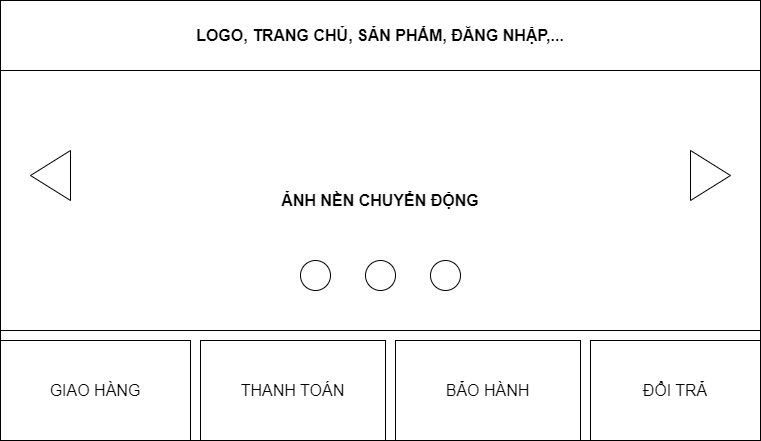 LOGO, TRANG CHỦ, SẢN PHẨM, ĐĂNG NHẬP,...
ẢNH NỀN CHUYỂN ĐỘNG
GIAO HÀNG
THANH TOÁN
BẢO HÀNH
ĐỔI TRẢ